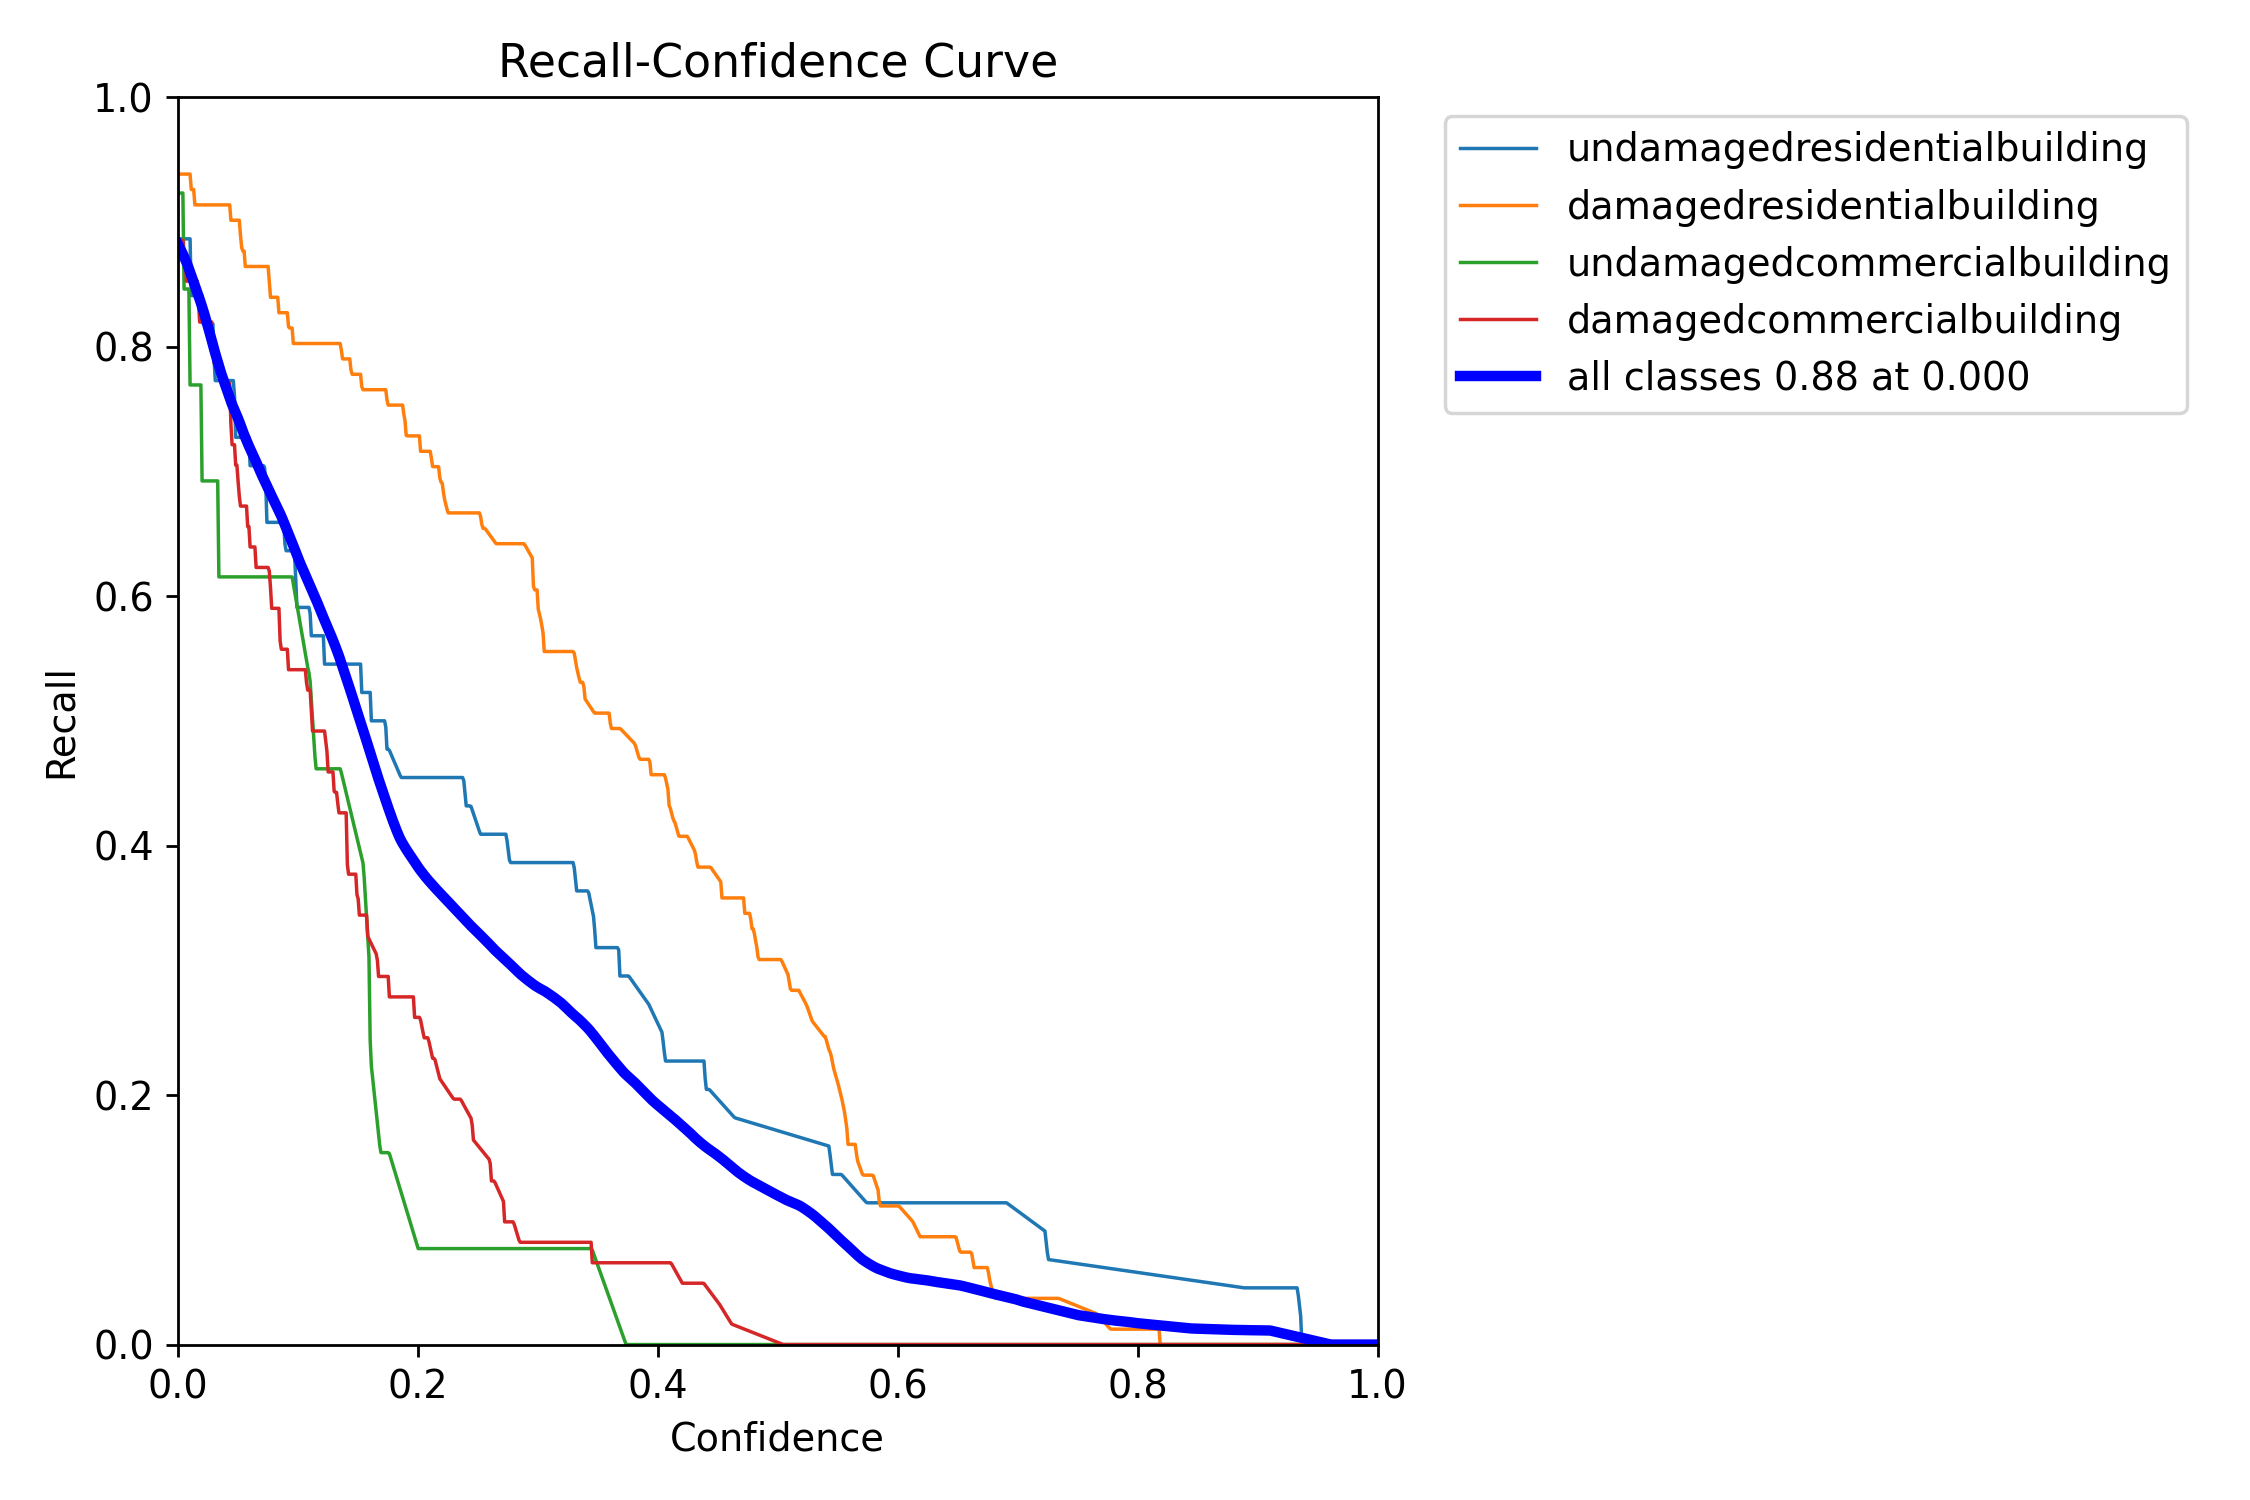 Recall-Confidence Curve
1.0
0.8
0.6
0.4
0.2
0.0
Recall
0.0 0.2 0.4 0.6 0.8 1.0
Confidence
undamagedresidentialbuilding
damagedresidentialbuilding
undamagedcommercialbuilding
damagedcommercialbuilding
all classes 0.88 at 0.000